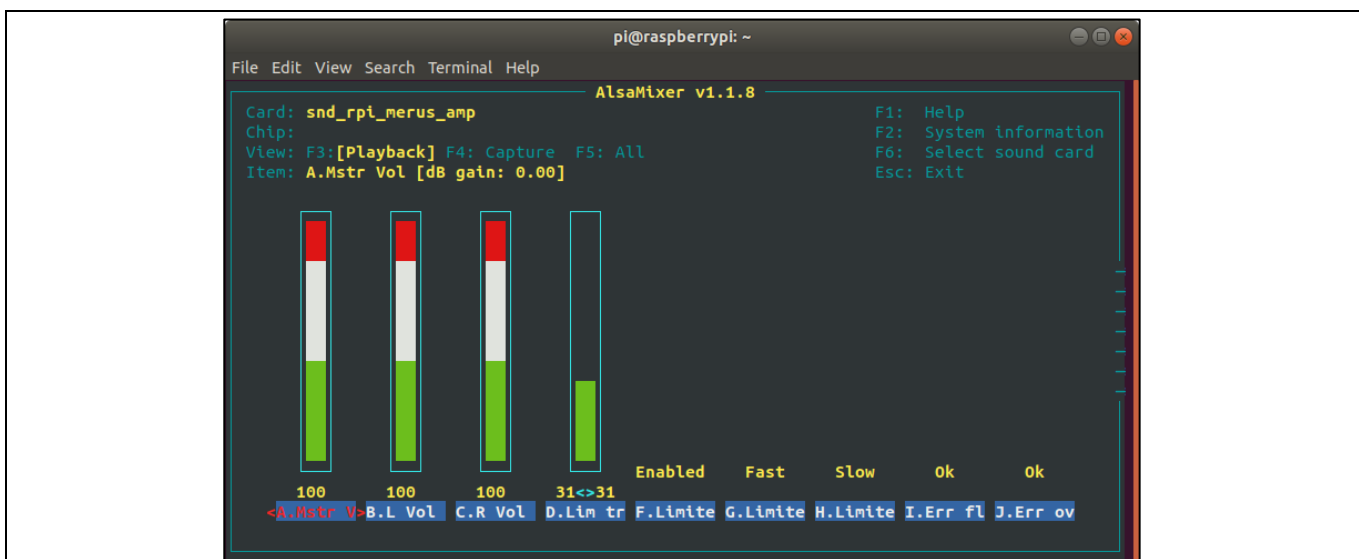 pi@raspberrypi: ~
File Edit View Search Terminal Help
AlsaMixer v1.1.8
Card: snd_rpi_merus_amp F1: Help
Chip: F2: System information
View: F3:[Playback] F4: Capture F5: All F6: Select sound card
Item: A.Mstr Vol [dB gain: 0.00] Esc: Exit
Enabled Fast Slow Ok Ok
100 100 100 31<>31
<A.Mstr V>B.L Vol C.R Vol D.Lim tr F.Limite G.Limite H.Limite I.Err fl J.Err ov